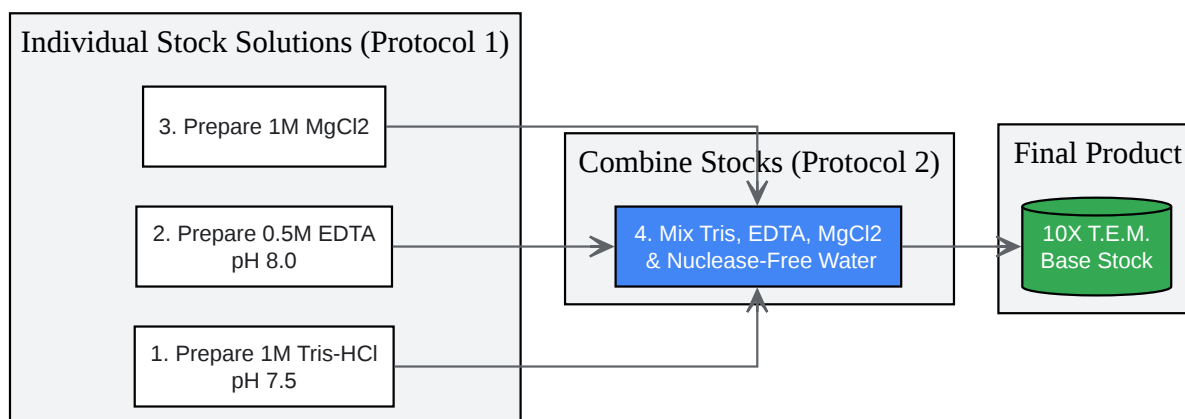 Individual Stock Solutions (Protocol 1)
3. Prepare 1M MgCl2
2. Prepare 0.5M EDTA
pH 8.0
1. Prepare 1M Tris-HCl
pH 7.5
Combine Stocks (Protocol 2)
4. Mix Tris, EDTA, MgCl2
& Nuclease-Free Water
Final Product
10X T.E.M.
Base Stock